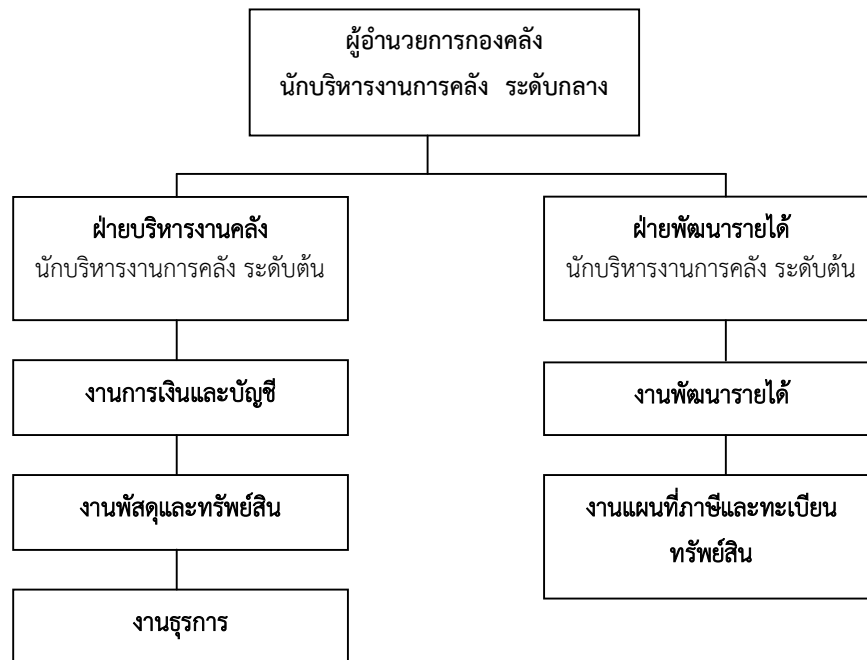 ผู้อำนวยการกองคลัง
นักบริหารงานการคลัง ระดับกลาง
ฝ่ายบริหารงานคลัง
นักบริหารงานการคลัง ระดับต้น
งานการเงินและบัญชี
งานพัสดุและทรัพย์สิน
งานธุรการ
ฝ่ายพัฒนารายได้
นักบริหารงานการคลัง ระดับต้น
งานพัฒนารายได้
งานแผนที่ภาษีและทะเบียน
ทรัพย์สิน